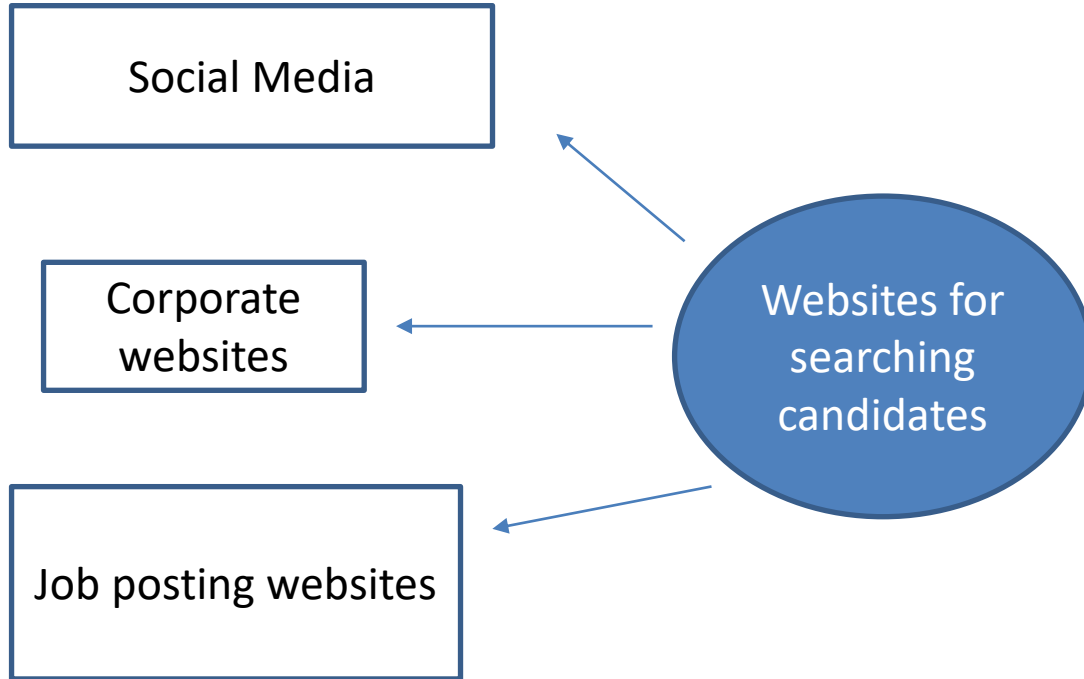 Social Media
Corporate
websites
Websites for
searching
candidates
Job posting websites